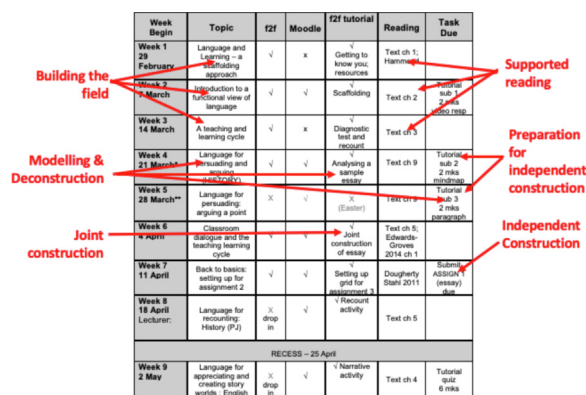 Week Begin Topic f2f Moodle f2f tutorial Reading Task Due
Week 1
29
February
Language and
Learning – a
scaffolding
approach
√
x
√
Getting to
know you;
resources
Text ch 1;
Week 2
7 March
Introduction to a
functional view of
language
√
√
√
Scaffolding
Text ch 2
Tutorial
sub 1
2 mks
video resp
Week 3
14 March
A teaching and
learning cycle
√
x
√
Diagnostic
test and
recount
Text ch 3
Week 4
21 March*
Language for
persuading and
arguing
(HISTORY)
√
√
√
Analysing a
sample
essay
Text ch 9
Tutorial
sub 2
2 mks
mindmap
Week 5
28 March**
Language for
persuading:
arguing a point
X
√
X
(Easter)
Text ch 9
Tutorial
sub 3
2 mks
paragraph
Week 6
4 April
Classroom
dialogue and the
teaching learning
cycle
√
√
√
Joint
construction
of essay
Text ch 5;
Edwards-
Groves
2014 ch 1
Week 7
11 April
Back to basics:
setting up for
assignment 2
√
√
√
Setting up
grid for
assignment 3
Dougherty
Stahl 2011
Submit
ASSIGN 1
(essay)
due
Week 8
18 April
Lecturer:
Language for
recounting:
History (PJ)
X
drop
in
√
√ Recount
activity
Text ch 5
RECESS – 25 April
Week 9
2 May
Language for
appreciating and
creating story
worlds : English
X
drop
in
√
√ Narrative
activity
Text ch 4
Tutorial
quiz
6 mks
Building the
field
Modelling &
Deconstruction
Joint
construction
Supported
reading
Preparation
for
independent
construction
Independent
Construction